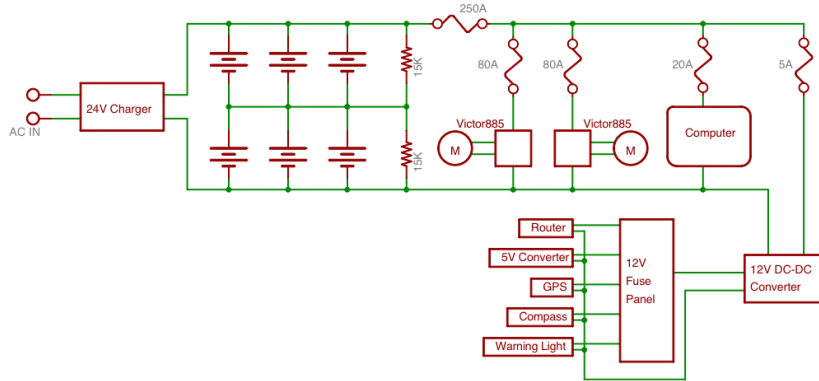 250A
80A
80A
20A
5A
15K
24V Charger
AC IN
Victor885
Victor885
M
M
Computer
15K
Router
5V Converter
GPS
Compass
Warning Light
12V
Fuse
Panel
12V DC-DC
Converter